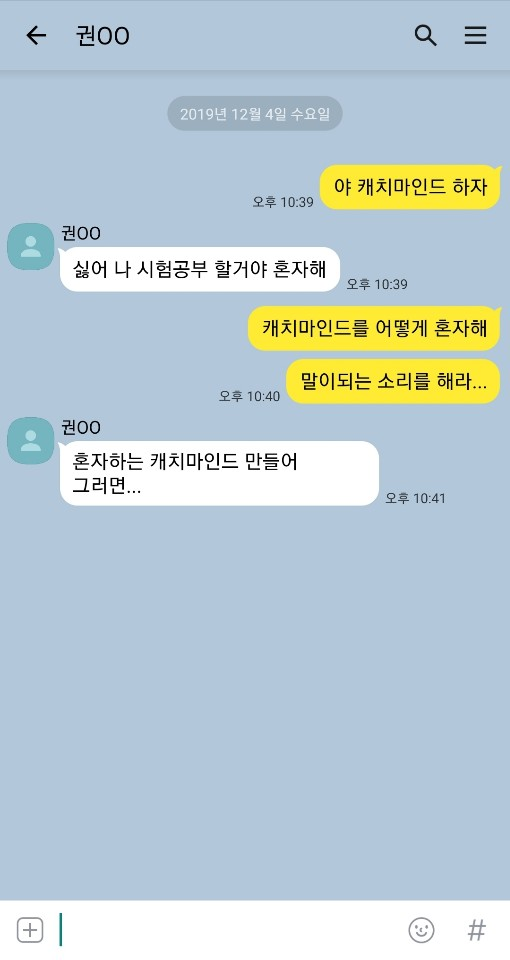 권OO
2019년 12월 4일 수요일
야 캐치마인드 하자
오후 10:39
권OO
싫어 나 시험공부 할거야 혼자해
오후 10:39
캐치마인드를 어떻게 혼자해
말이되는 소리를 해라...
오후 10:40
권OO
혼자하는 캐치마인드 만들어
그러면...
오후 10:41
#